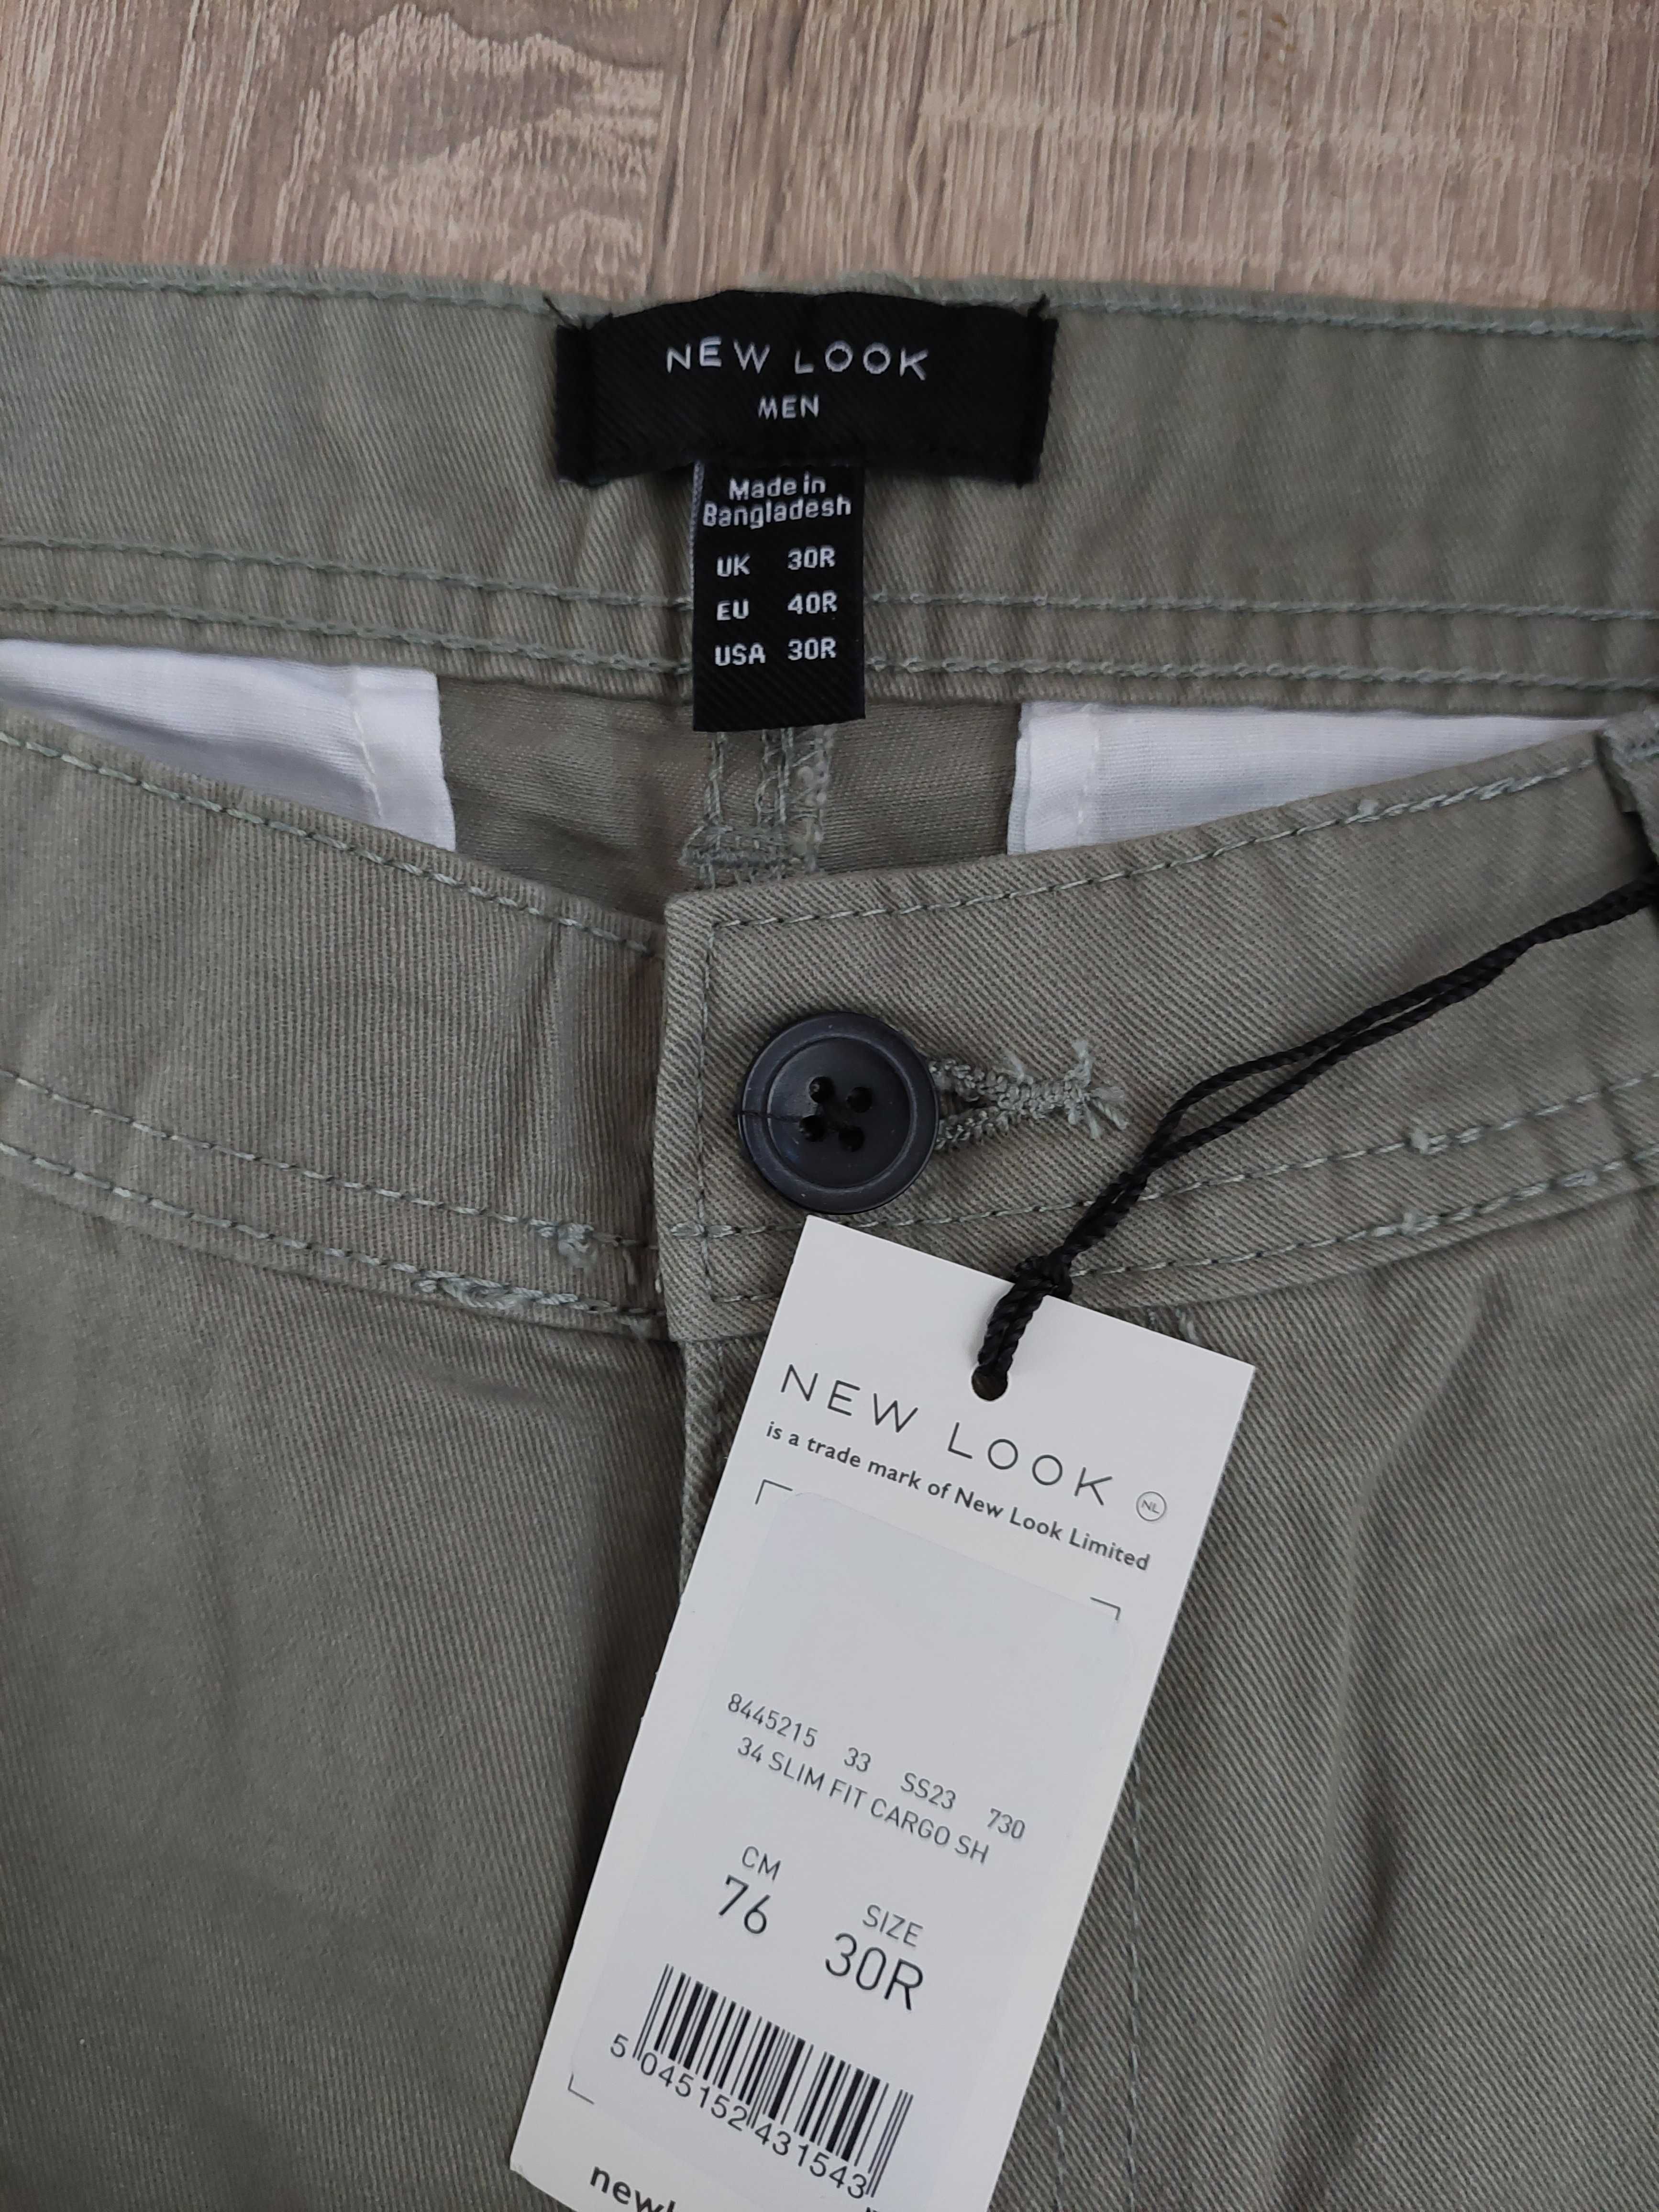 NEW LOOK
MEN
Made in
Bangladesh
UK 30R
EU 40R
USA 30R
NEW LOOK
NL
is a trade mark of New Look Limited
8445215 33 SS23 730
34 SLIM FIT CARGO SH
CM
76
SIZE
30R
5 045152 431543